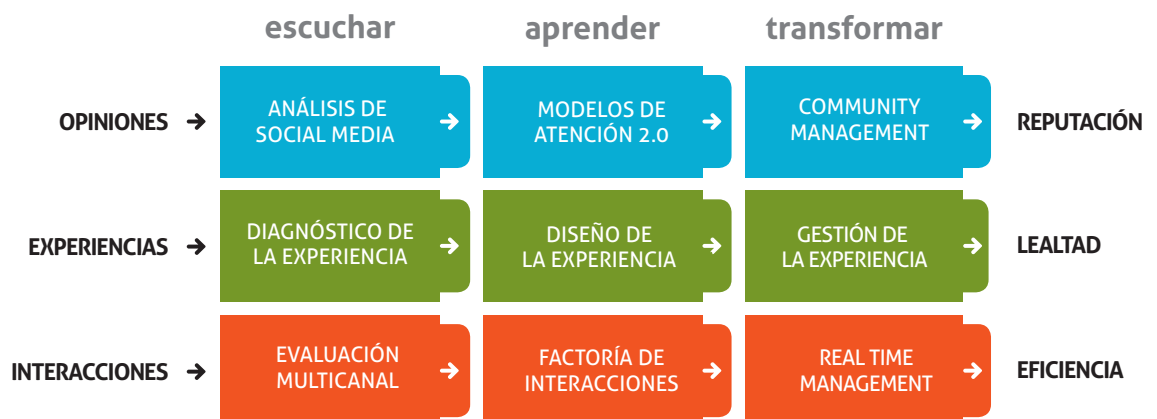 escuchar aprender transformar
OPINIONES → ANÁLISIS DE SOCIAL MEDIA → MODELOS DE ATENCIÓN 2.0 → COMMUNITY MANAGEMENT → REPUTACIÓN
EXPERIENCIAS → DIAGNÓSTICO DE LA EXPERIENCIA → DISEÑO DE LA EXPERIENCIA → GESTIÓN DE LA EXPERIENCIA → LEALTAD
INTERACCIONES → EVALUACIÓN MULTICANAL → FACTORÍA DE INTERACCIONES → REAL TIME MANAGEMENT → EFICIENCIA